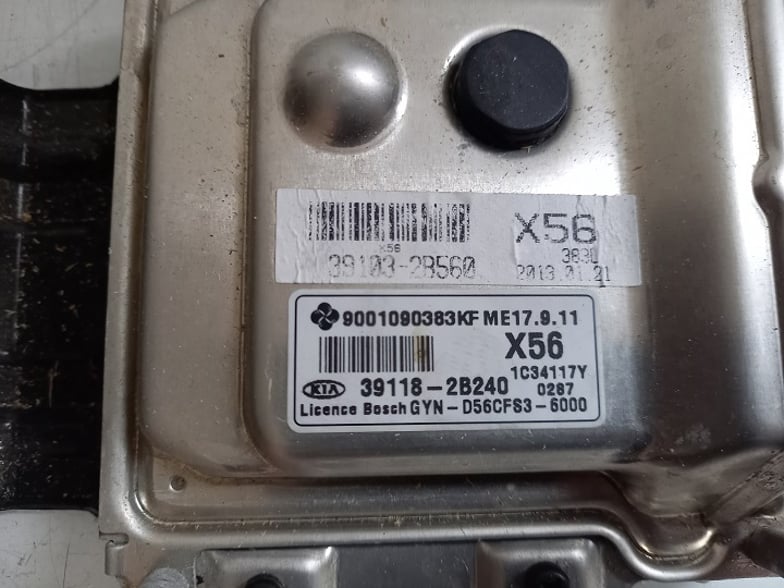 X56
X56
383U
39103-2B560
2013.01.21
9001090383KF ME17.9.11
X56
1C34117Y
KIA 39118-2B240 0287
Licence Bosch GYN-D56CFS3-6000